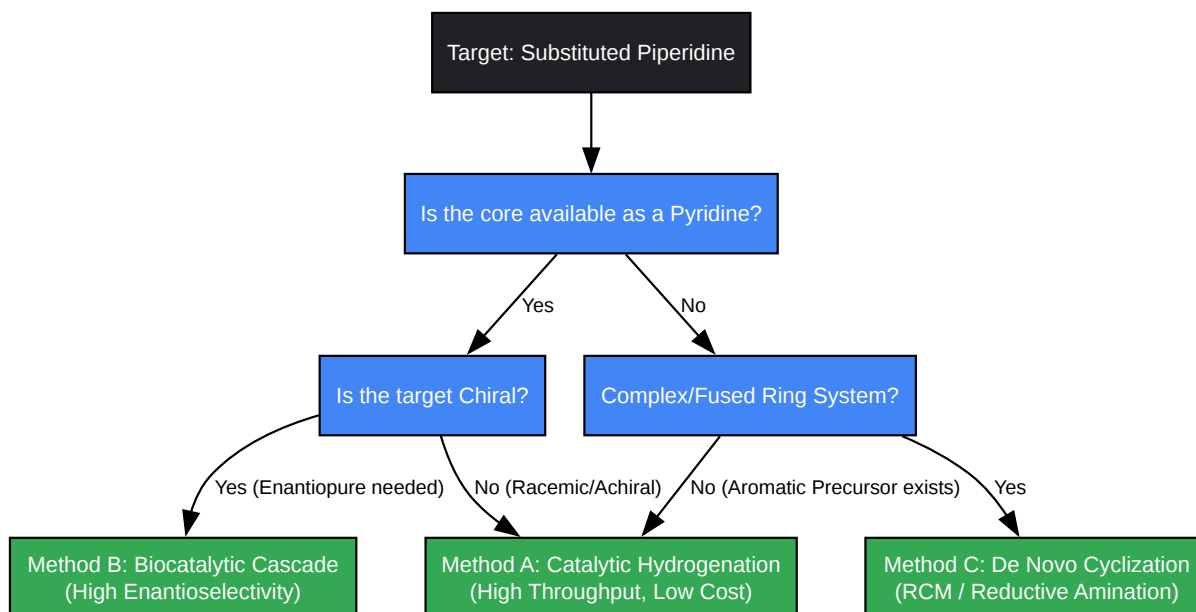 Target: Substituted Piperidine
Is the core available as a Pyridine?
Yes
No
Is the target Chiral?
Complex/Fused Ring System?
Yes (Enantiopure needed)
No (Racemic/Achiral)
No (Aromatic Precursor exists)
Yes
Method B: Biocatalytic Cascade
(High Enantioselectivity)
Method A: Catalytic Hydrogenation
(High Throughput, Low Cost)
Method C: De Novo Cyclization
(RCM / Reductive Amination)